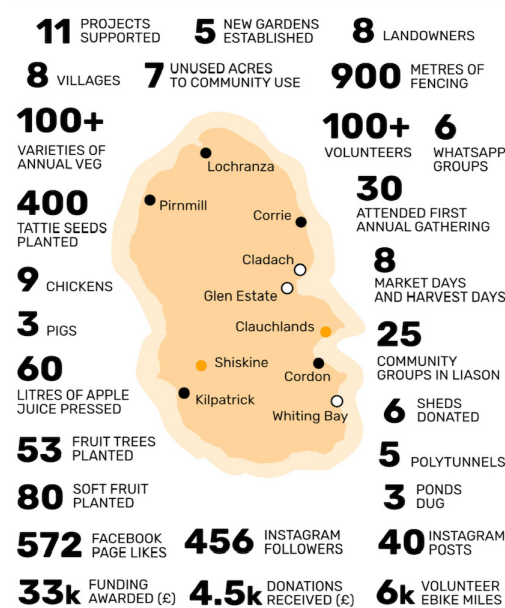 11 PROJECTS SUPPORTED
5 NEW GARDENS ESTABLISHED
8 LANDOWNERS
8 VILLAGES
7 UNUSED ACRES TO COMMUNITY USE
900 METRES OF FENCING
100+
VARIETIES OF
ANNUAL VEG
100+
VOLUNTEERS
6
WHATSAPP
GROUPS
400
TATTIE SEEDS
PLANTED
30
ATTENDED FIRST
ANNUAL GATHERING
9 CHICKENS
8
MARKET DAYS
AND HARVEST DAYS
3 PIGS
25
COMMUNITY
GROUPS IN LIASON
60
LITRES OF APPLE
JUICE PRESSED
6 SHEDS DONATED
53 FRUIT TREES PLANTED
5 POLYTUNNELS
80 SOFT FRUIT PLANTED
3 PONDS DUG
Lochranza
Pirnmill
Corrie
Cladach
Glen Estate
Clauchlands
Shiskine
Cordon
Kilpatrick
Whiting Bay
572 FACEBOOK PAGE LIKES
456 INSTAGRAM FOLLOWERS
40 INSTAGRAM POSTS
33k FUNDING AWARDED (£)
4.5k DONATIONS RECEIVED (£)
6k VOLUNTEER EBIKE MILES